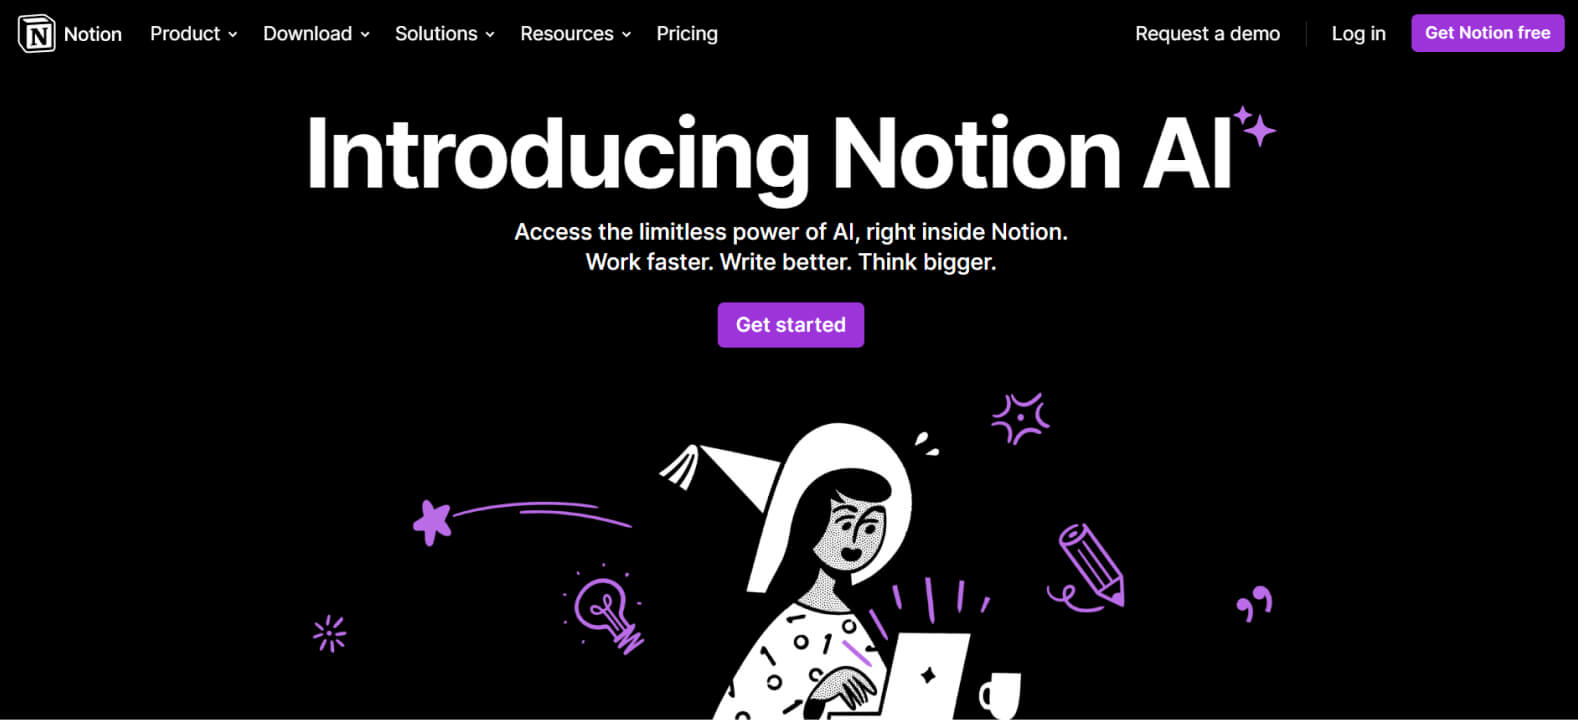 Notion Product Download Solutions Resources Pricing Request a demo Log in Get Notion free
Introducing Notion AI
Access the limitless power of AI, right inside Notion.
Work faster. Write better. Think bigger.
Get started